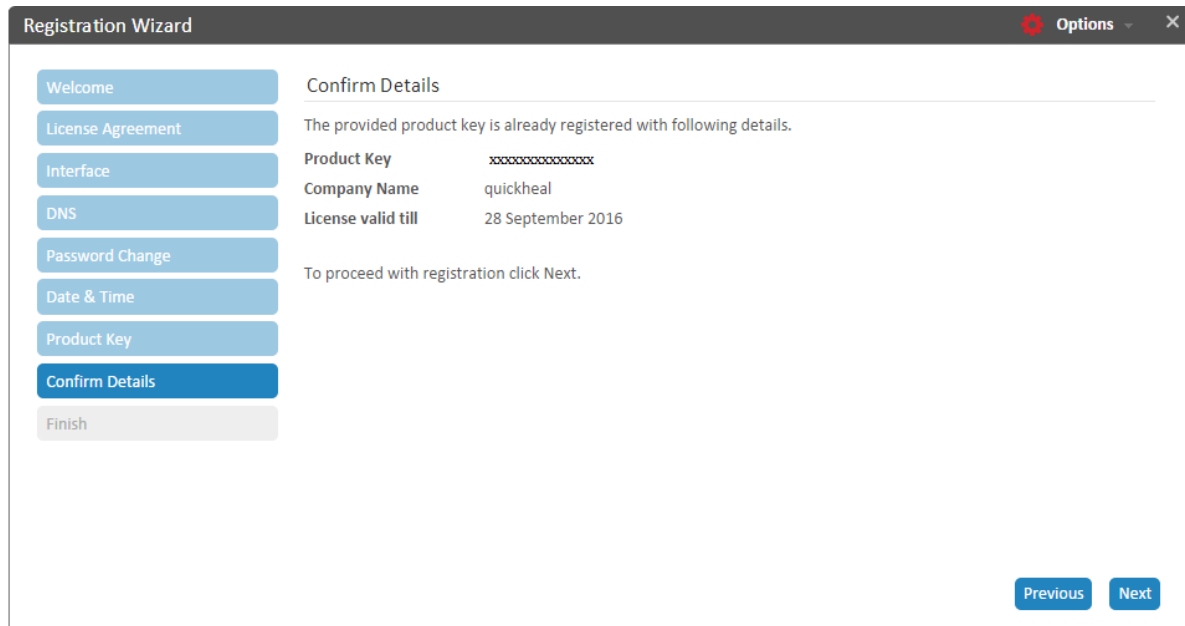 Registration Wizard
Options
Welcome
License Agreement
Interface
DNS
Password Change
Date & Time
Product Key
Confirm Details
Finish
Confirm Details
The provided product key is already registered with following details.
Product Key xxxxxxxxxxxxxxx
Company Name quickheal
License valid till 28 September 2016
To proceed with registration click Next.
Previous Next